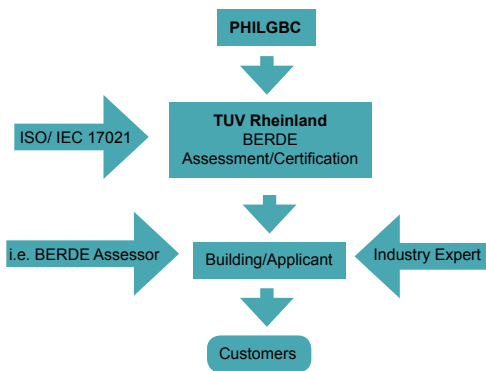 PHILGBC
TUV Rheinland
BERDE
Assessment/Certification
ISO/ IEC 17021
i.e. BERDE Assessor
Building/Applicant
Industry Expert
Customers